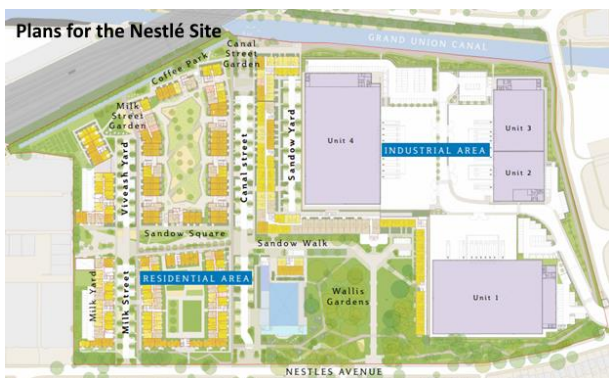 Plans for the Nestlé Site
GRAND UNION CANAL
Canal
Street
Garden
Coffee Park
Milk
Street
Garden
Viveash Yard
Canal street
Sandow Yard
Unit 4
INDUSTRIAL AREA
Unit 3
Unit 2
Sandow Square
Sandow Walk
RESIDENTIAL AREA
Milk Yard
Milk Street
Wallis
Gardens
Unit 1
NESTLES AVENUE